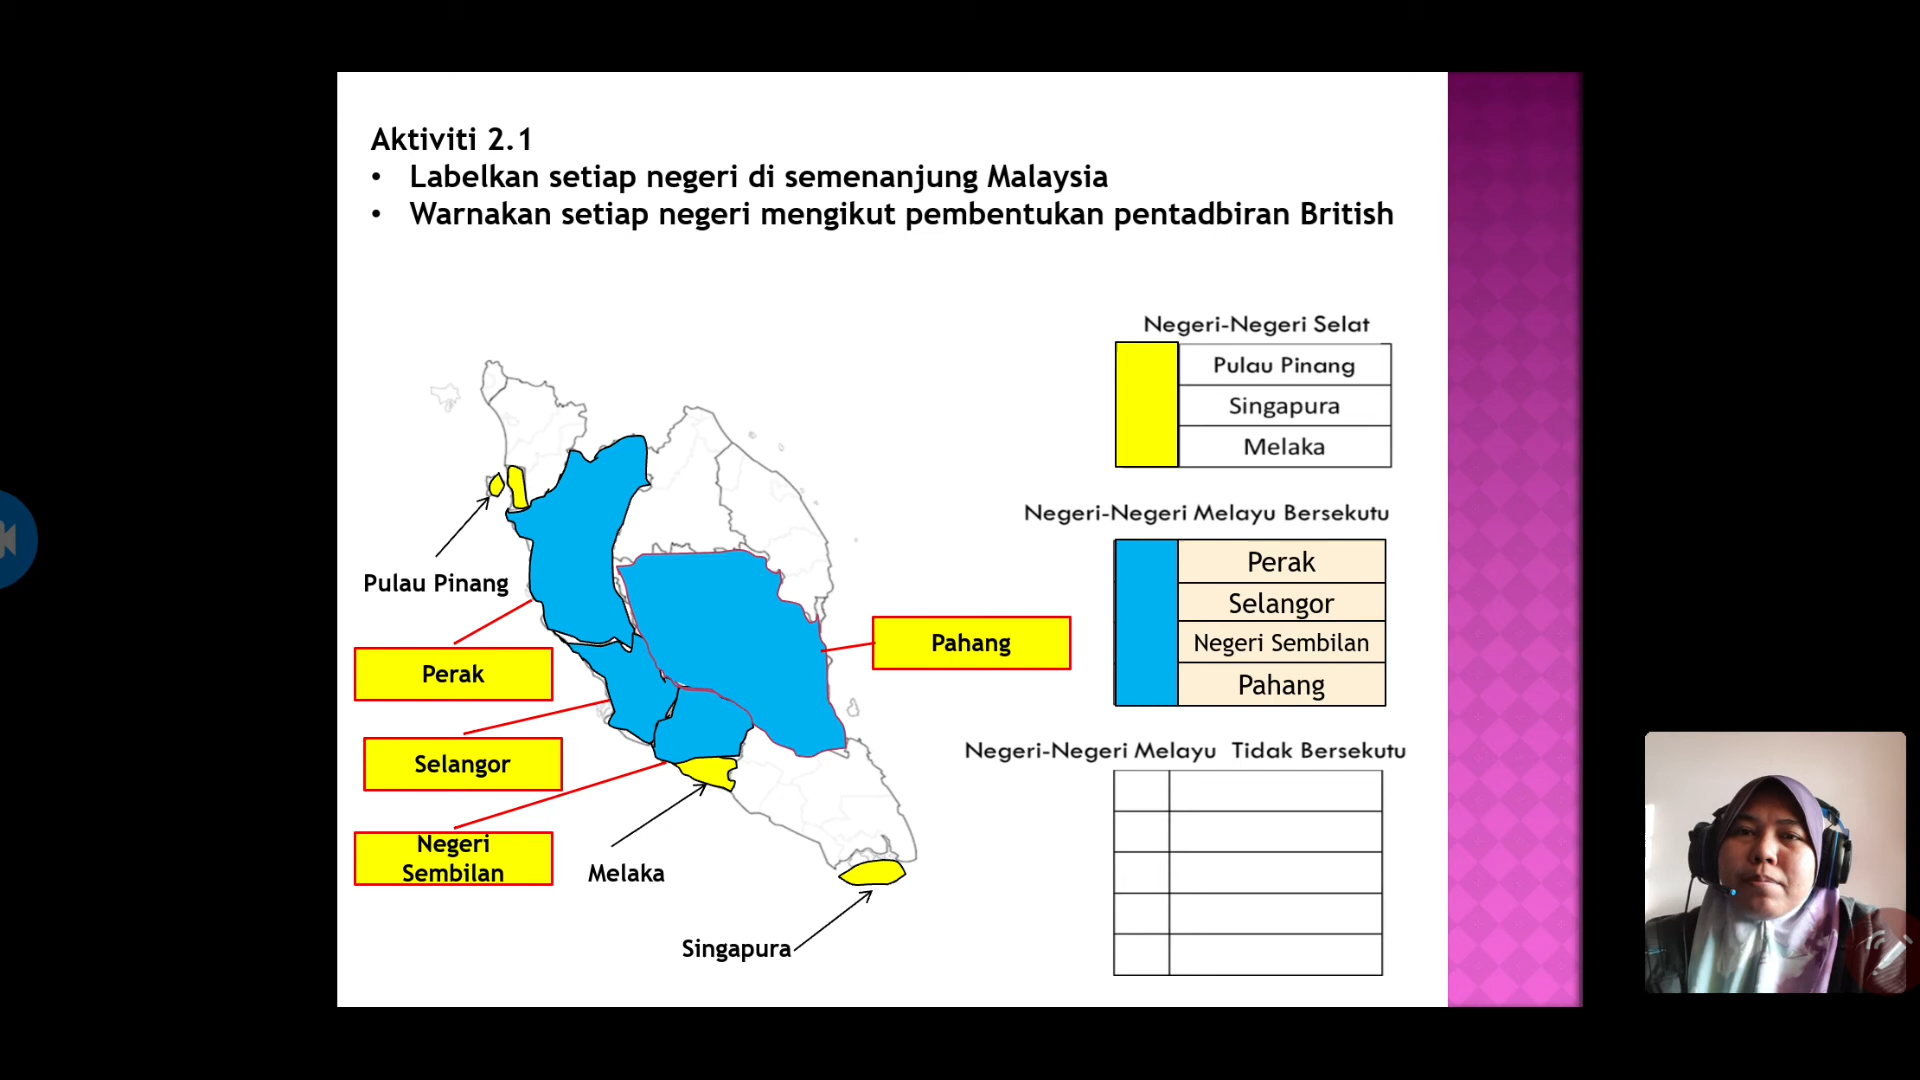 Aktiviti 2.1
• Labelkan setiap negeri di semenanjung Malaysia
• Warnakan setiap negeri mengikut pembentukan pentadbiran British
Negeri-Negeri Selat
Pulau Pinang
Singapura
Melaka
Negeri-Negeri Melayu Bersekutu
Perak
Selangor
Negeri Sembilan
Pahang
Negeri-Negeri Melayu Tidak Bersekutu
Pulau Pinang
Perak
Selangor
Negeri
Sembilan
Melaka
Singapura
Pahang